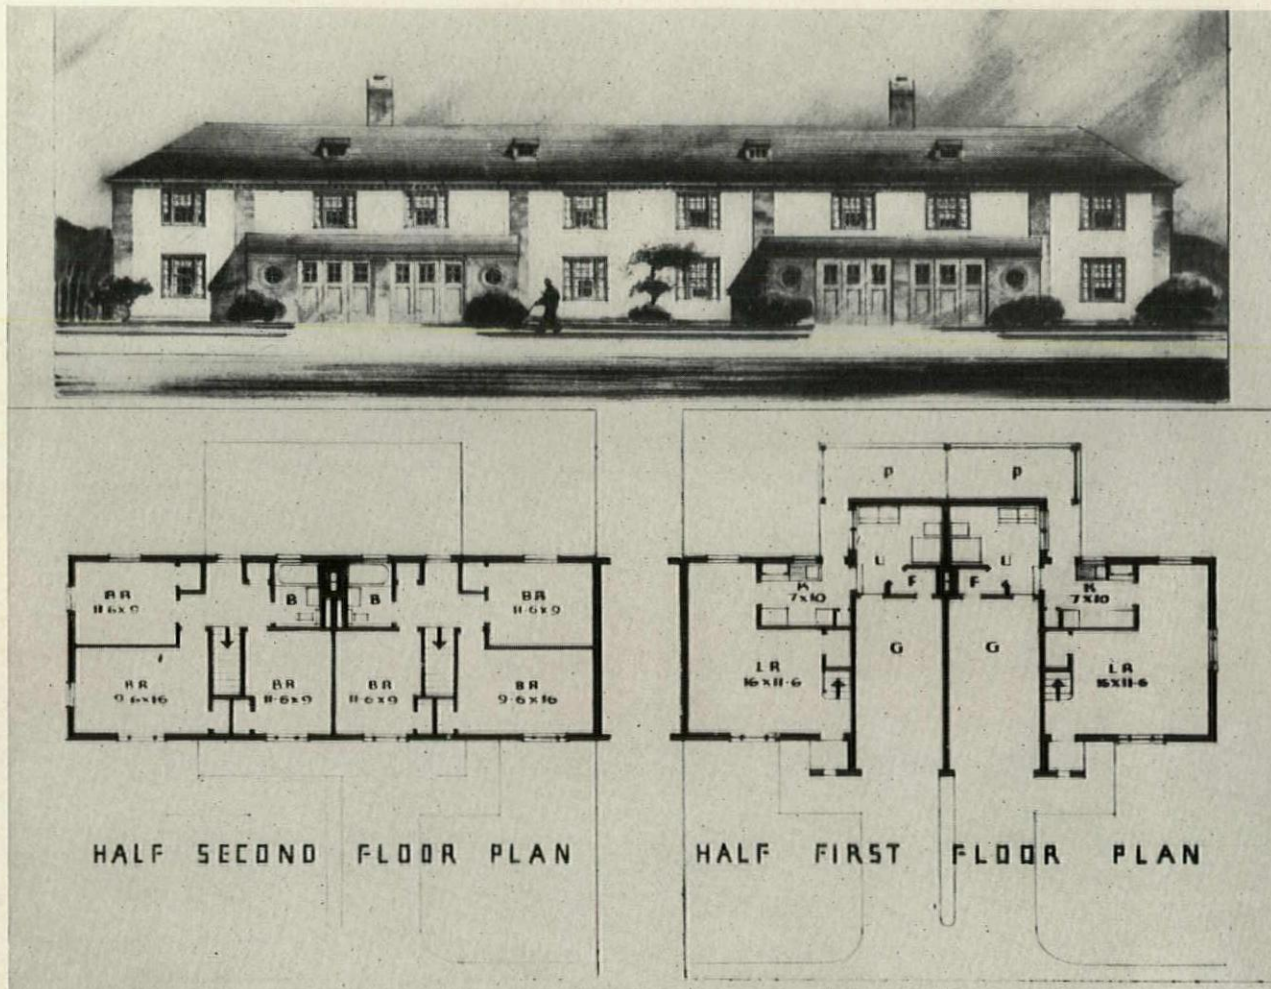 BR
11·6x9
BR
9·6x16
BR
11·6x9
B
B
BR
11·6x9
BR
11·6x9
BR
9·6x16
P
P
L
L
F
F
K
7x10
K
7x10
G
G
LR
16x11·6
LR
16x11·6
HALF SECOND FLOOR PLAN
HALF FIRST FLOOR PLAN